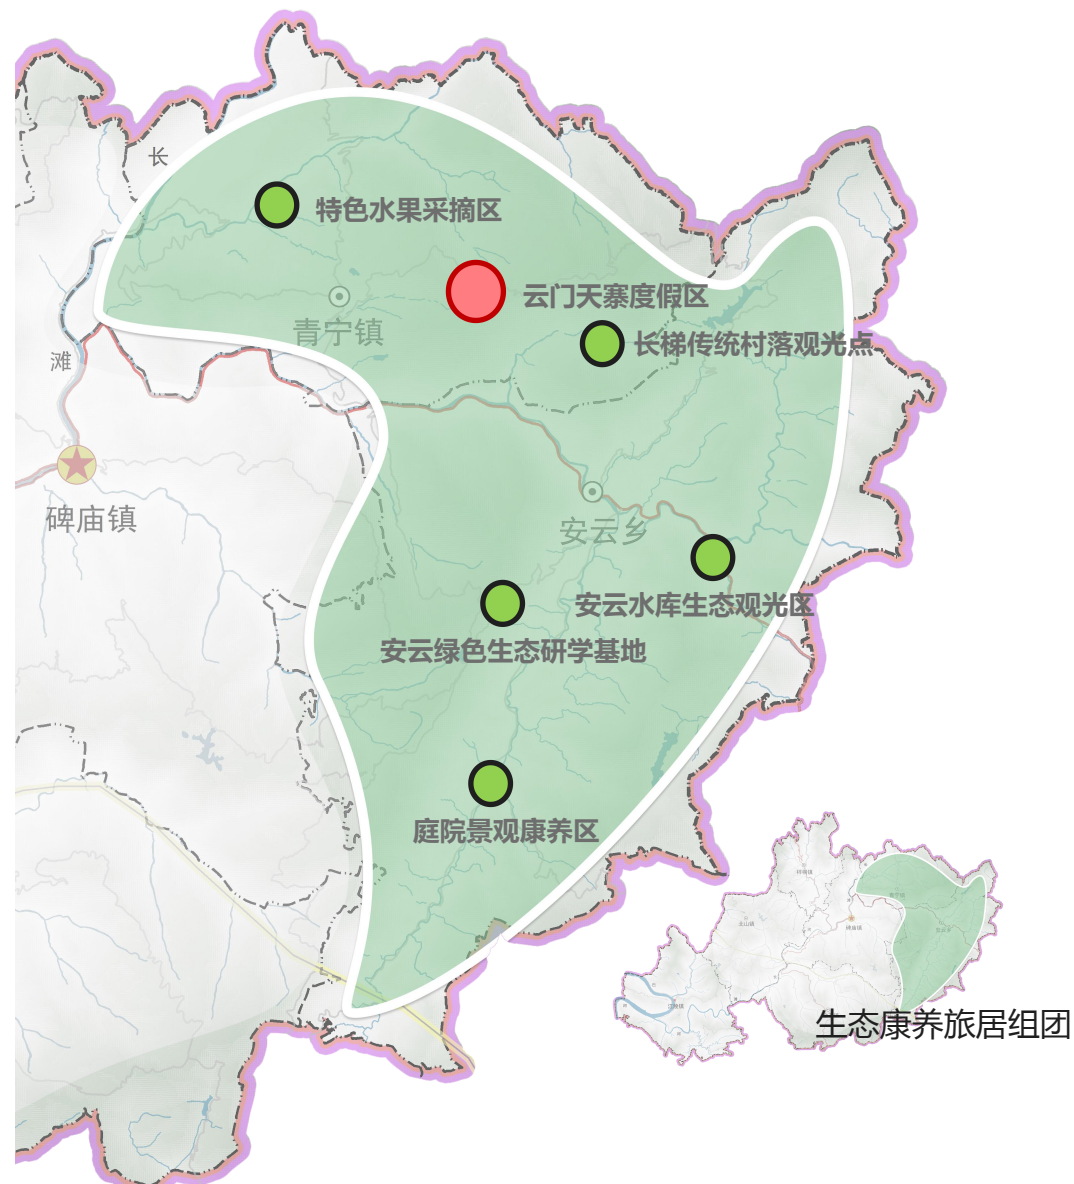 长
特色水果采摘区
云门天寨度假区
青宁镇
长梯传统村落观光点
滩
碑庙镇
安云乡
安云水库生态观光区
安云绿色生态研学基地
庭院景观康养区
碑庙镇
生态康养旅居组团